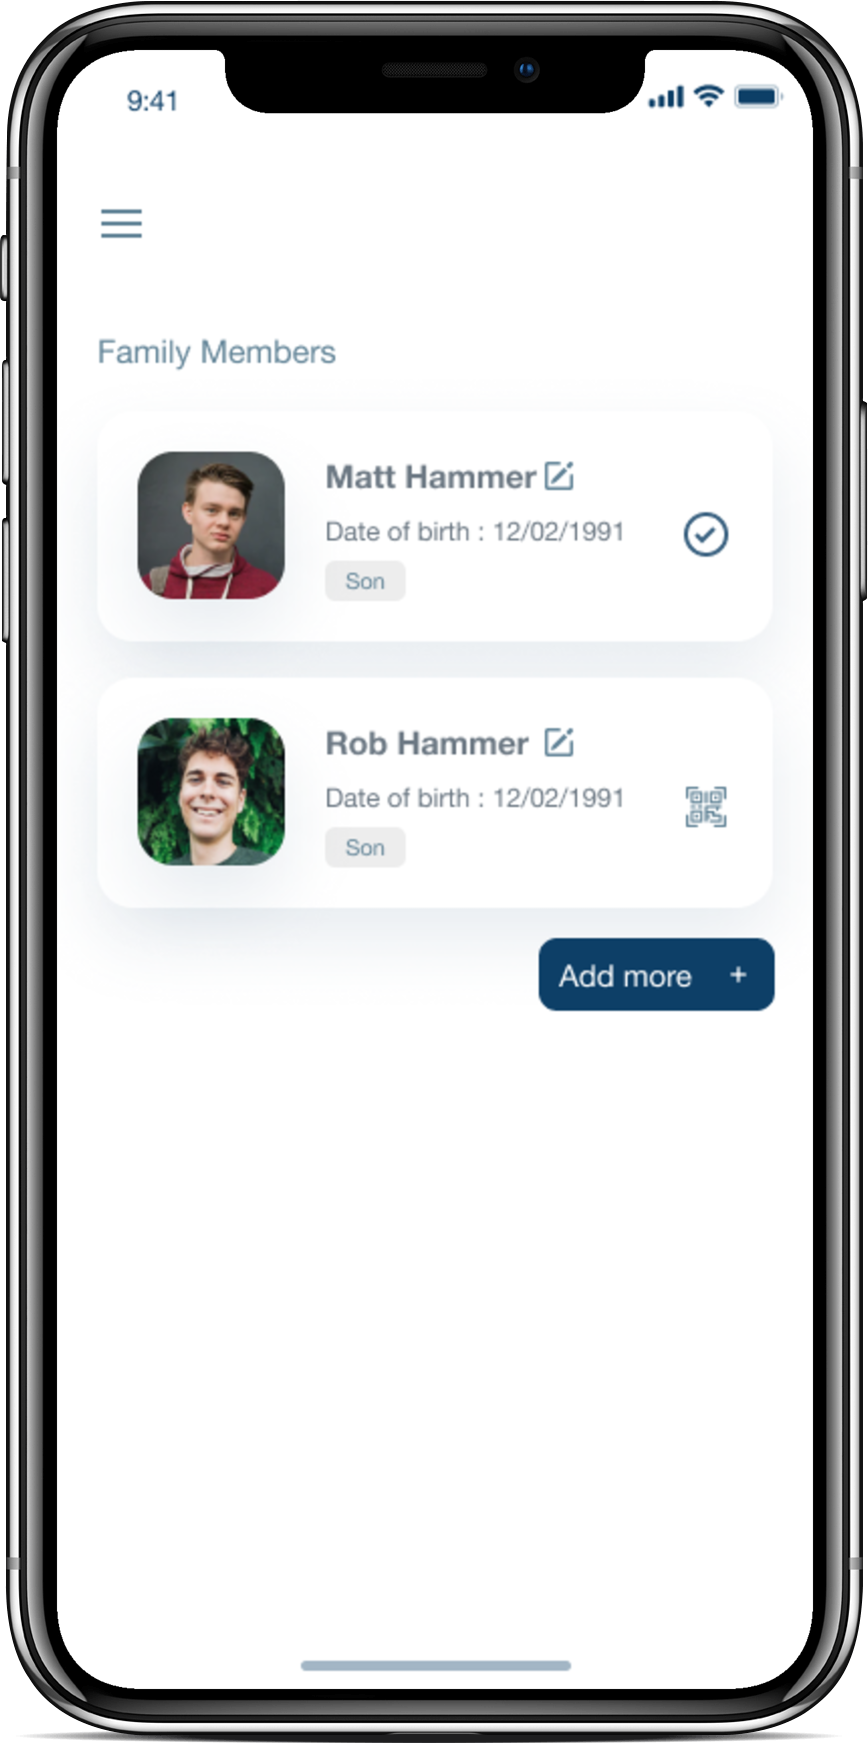 9:41
Family Members
Matt Hammer
Date of birth : 12/02/1991
Son
Rob Hammer
Date of birth : 12/02/1991
Son
Add more +